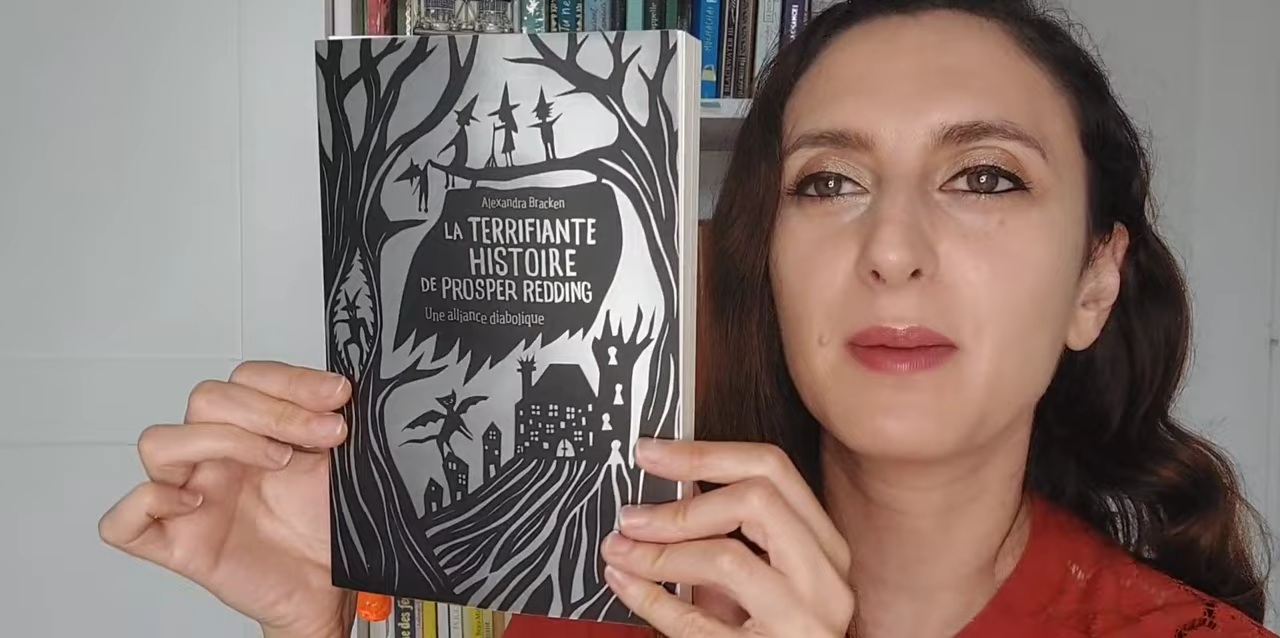 Alexandra Bracken
LA TERRIFIANTE
HISTOIRE
DE PROSPER REDDING
Une alliance diabolique